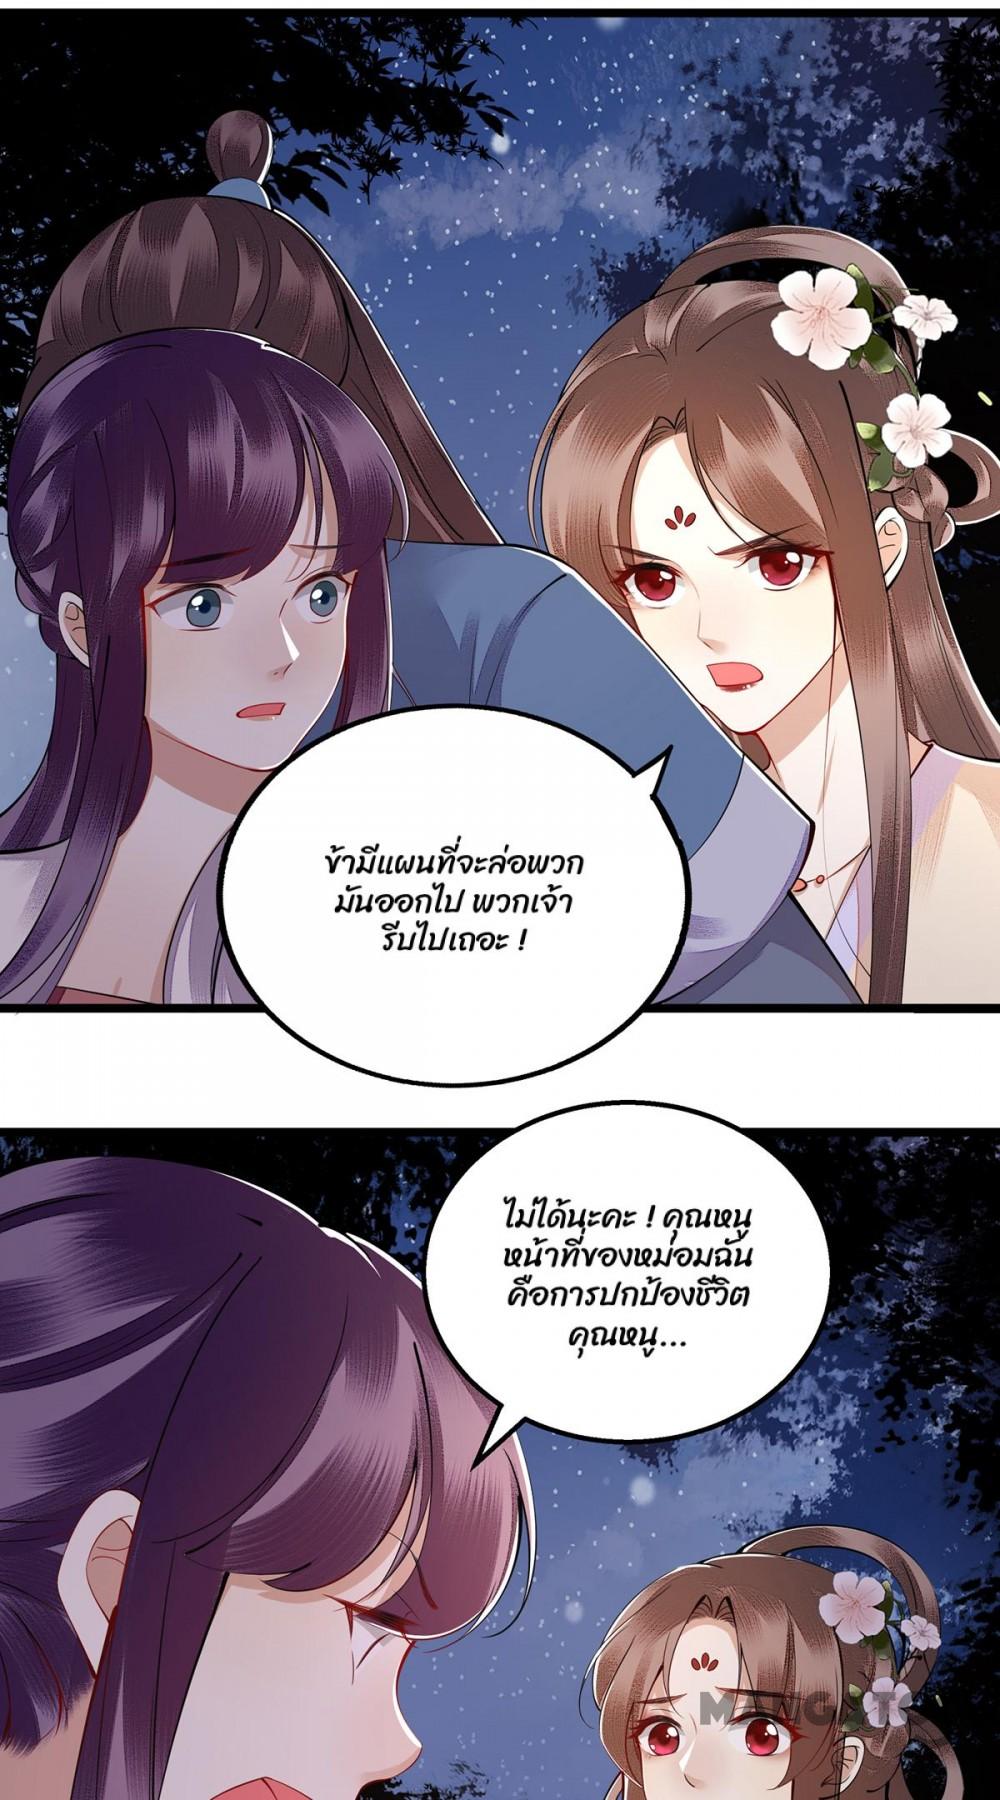 ข้ามีแผนที่จะล่อพวก
มันออกไป พวกเจ้า
รีบไปเถอะ !
ไม่ได้นะคะ ! คุณหนู
หน้าที่ของหม่อมฉัน
คือการปกป้องชีวิต
คุณหนู...
MANGATO